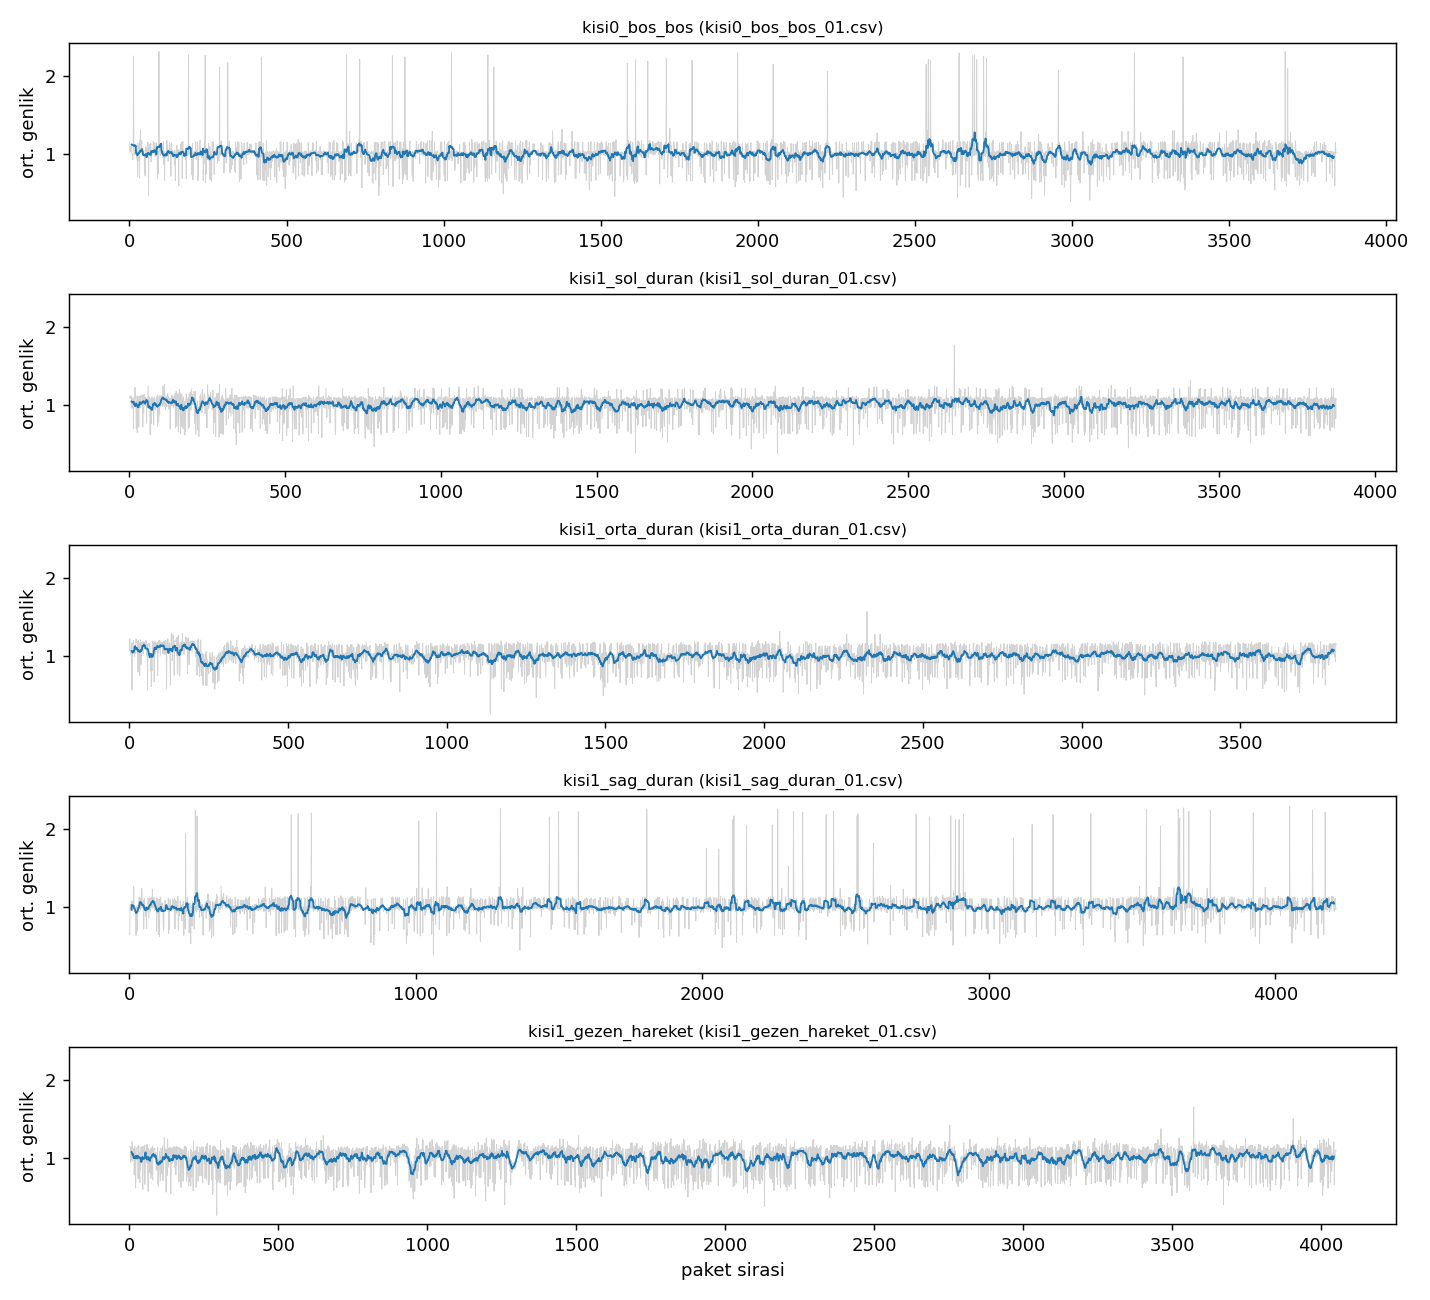 kisi0_bos_bos (kisi0_bos_bos_01.csv)
ort. genlik
2
1
0 500 1000 1500 2000 2500 3000 3500 4000
kisi1_sol_duran (kisi1_sol_duran_01.csv)
ort. genlik
2
1
0 500 1000 1500 2000 2500 3000 3500 4000
kisi1_orta_duran (kisi1_orta_duran_01.csv)
ort. genlik
2
1
0 500 1000 1500 2000 2500 3000 3500
kisi1_sag_duran (kisi1_sag_duran_01.csv)
ort. genlik
2
1
0 1000 2000 3000 4000
kisi1_gezen_hareket (kisi1_gezen_hareket_01.csv)
ort. genlik
2
1
0 500 1000 1500 2000 2500 3000 3500 4000
paket sirasi